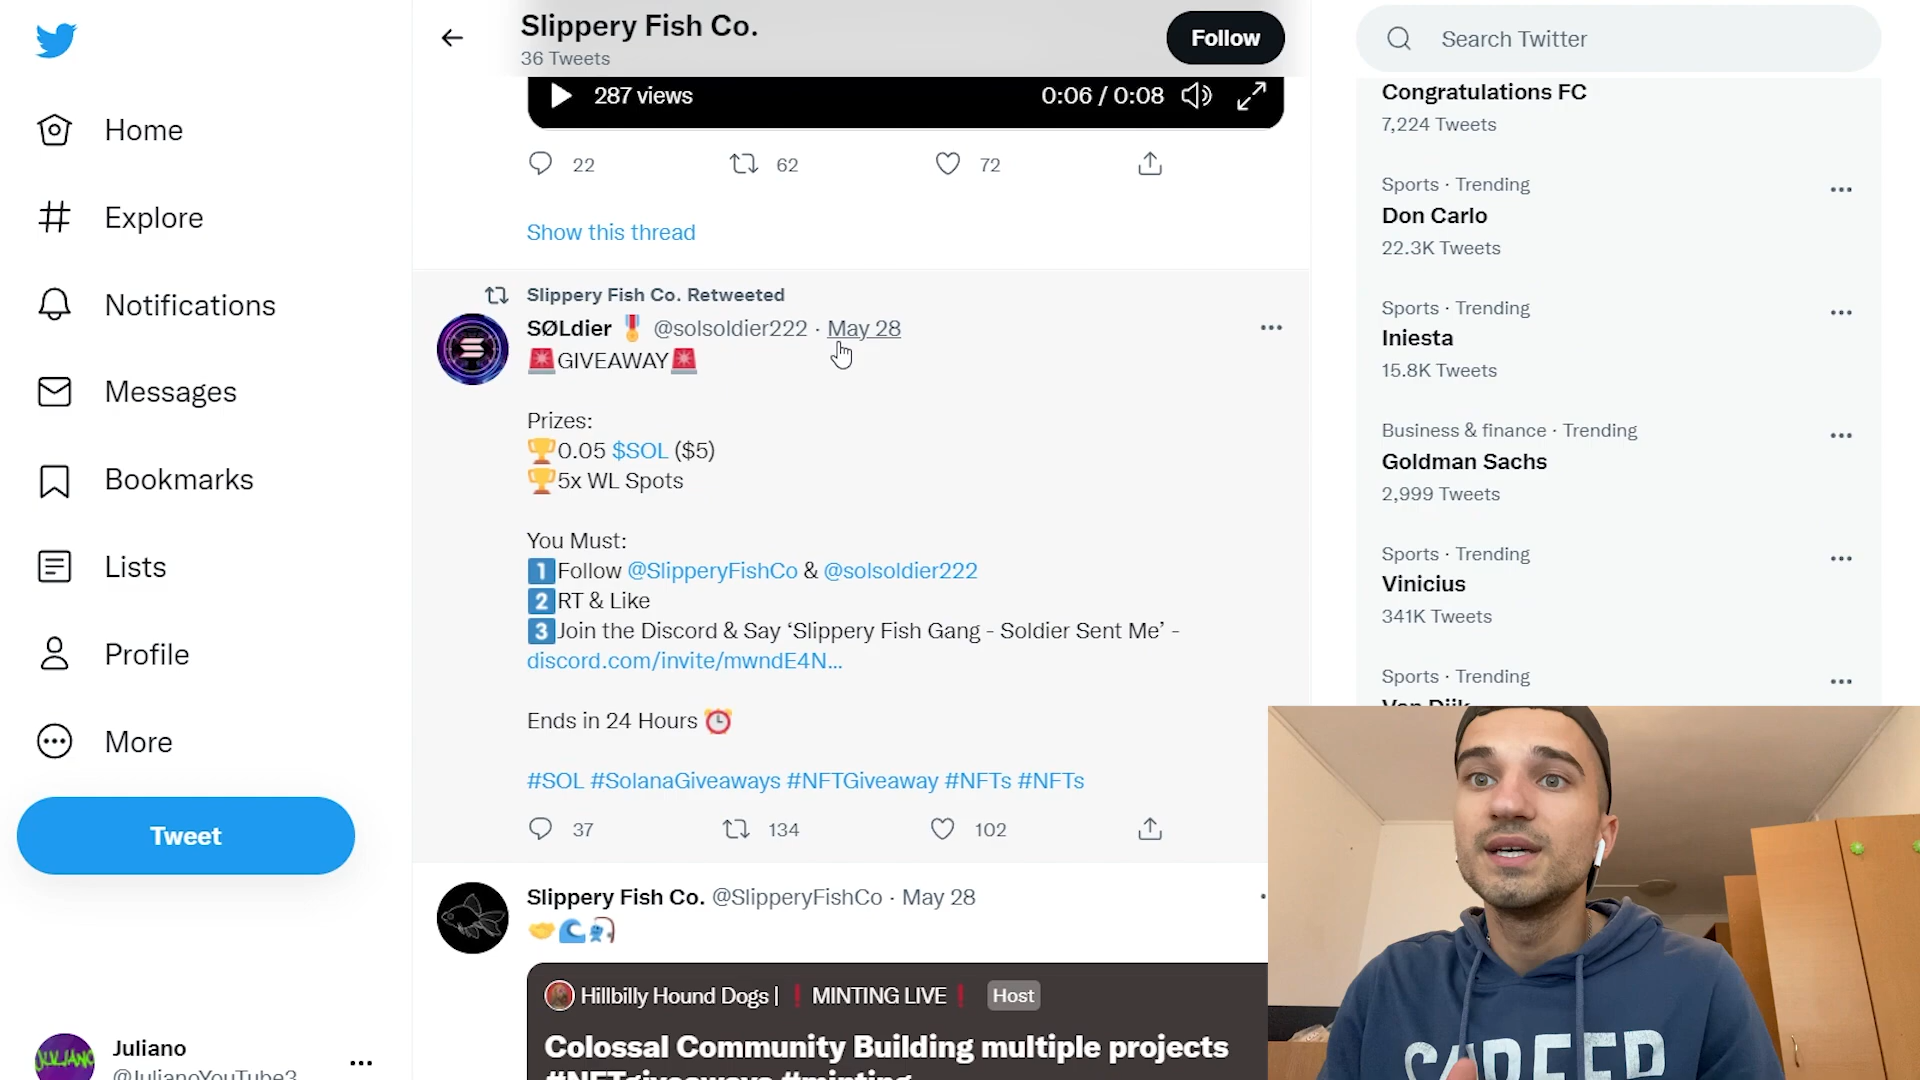 Slippery Fish Co.
36 Tweets
Follow
Search Twitter
Home
Explore
Notifications
Messages
Bookmarks
Lists
Profile
More
Tweet
Juliano
@JulianoYouTube3
287 views
0:06 / 0:08
22
62
72
Show this thread
Slippery Fish Co. Retweeted
SØLdier @solsoldier222 · May 28
GIVEAWAY
Prizes:
0.05 $SOL ($5)
5x WL Spots
You Must:
1 Follow @SlipperyFishCo & @solsoldier222
2 RT & Like
3 Join the Discord & Say ‘Slippery Fish Gang - Soldier Sent Me’ -
discord.com/invite/mwndE4N...
Ends in 24 Hours
#SOL #SolanaGiveaways #NFTGiveaway #NFTs #NFTs
37
134
102
Slippery Fish Co. @SlipperyFishCo · May 28
Hillbilly Hound Dogs | MINTING LIVE Host
Colossal Community Building multiple projects
#NFTgiveaways #minting
Congratulations FC
7,224 Tweets
Sports · Trending
Don Carlo
22.3K Tweets
Sports · Trending
Iniesta
15.8K Tweets
Business & finance · Trending
Goldman Sachs
2,999 Tweets
Sports · Trending
Vinicius
341K Tweets
Sports · Trending
Van Dijk